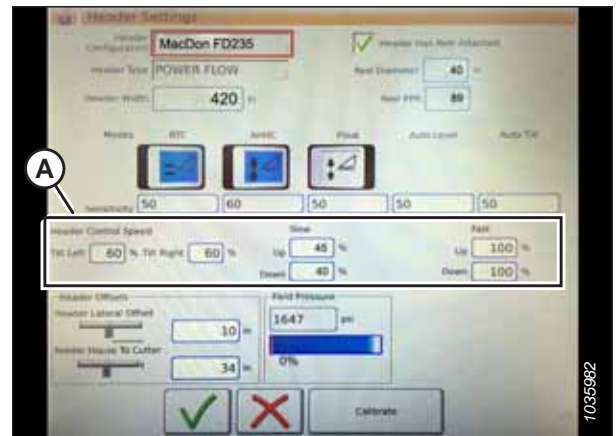 Header Settings
Header Configuration MacDon FD235
Header Has Reel Attached
Header Type POWER FLOW
Reel Diameter 40 in
Header Width 420 in
Reel PPR 89
Modes RTC AHHC Float Auto Level Auto Tilt
A
Sensitivity 50 60 50 50 50
Header Control Speed Slow Fast
Tilt Left 60 % Tilt Right 60 % Up 48 % Up 100 %
Down 40 % Down 100 %
Header Offsets Field Pressure
Header Lateral Offset 1647 psi
10 in
Feeder House To Cutter 0%
34 in
Calibrate
1035982